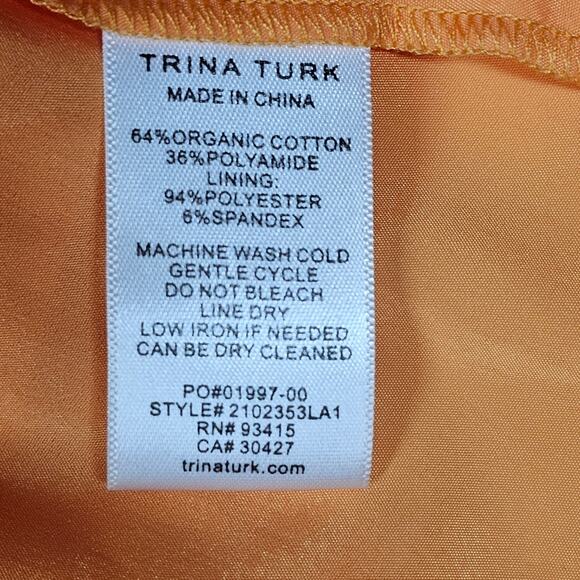 TRINA TURK
MADE IN CHINA
64%ORGANIC COTTON
36%POLYAMIDE
LINING:
94%POLYESTER
6%SPANDEX
MACHINE WASH COLD
GENTLE CYCLE
DO NOT BLEACH
LINE DRY
LOW IRON IF NEEDED
CAN BE DRY CLEANED
PO#01997-00
STYLE# 2102353LA1
RN# 93415
CA# 30427
trinaturk.com